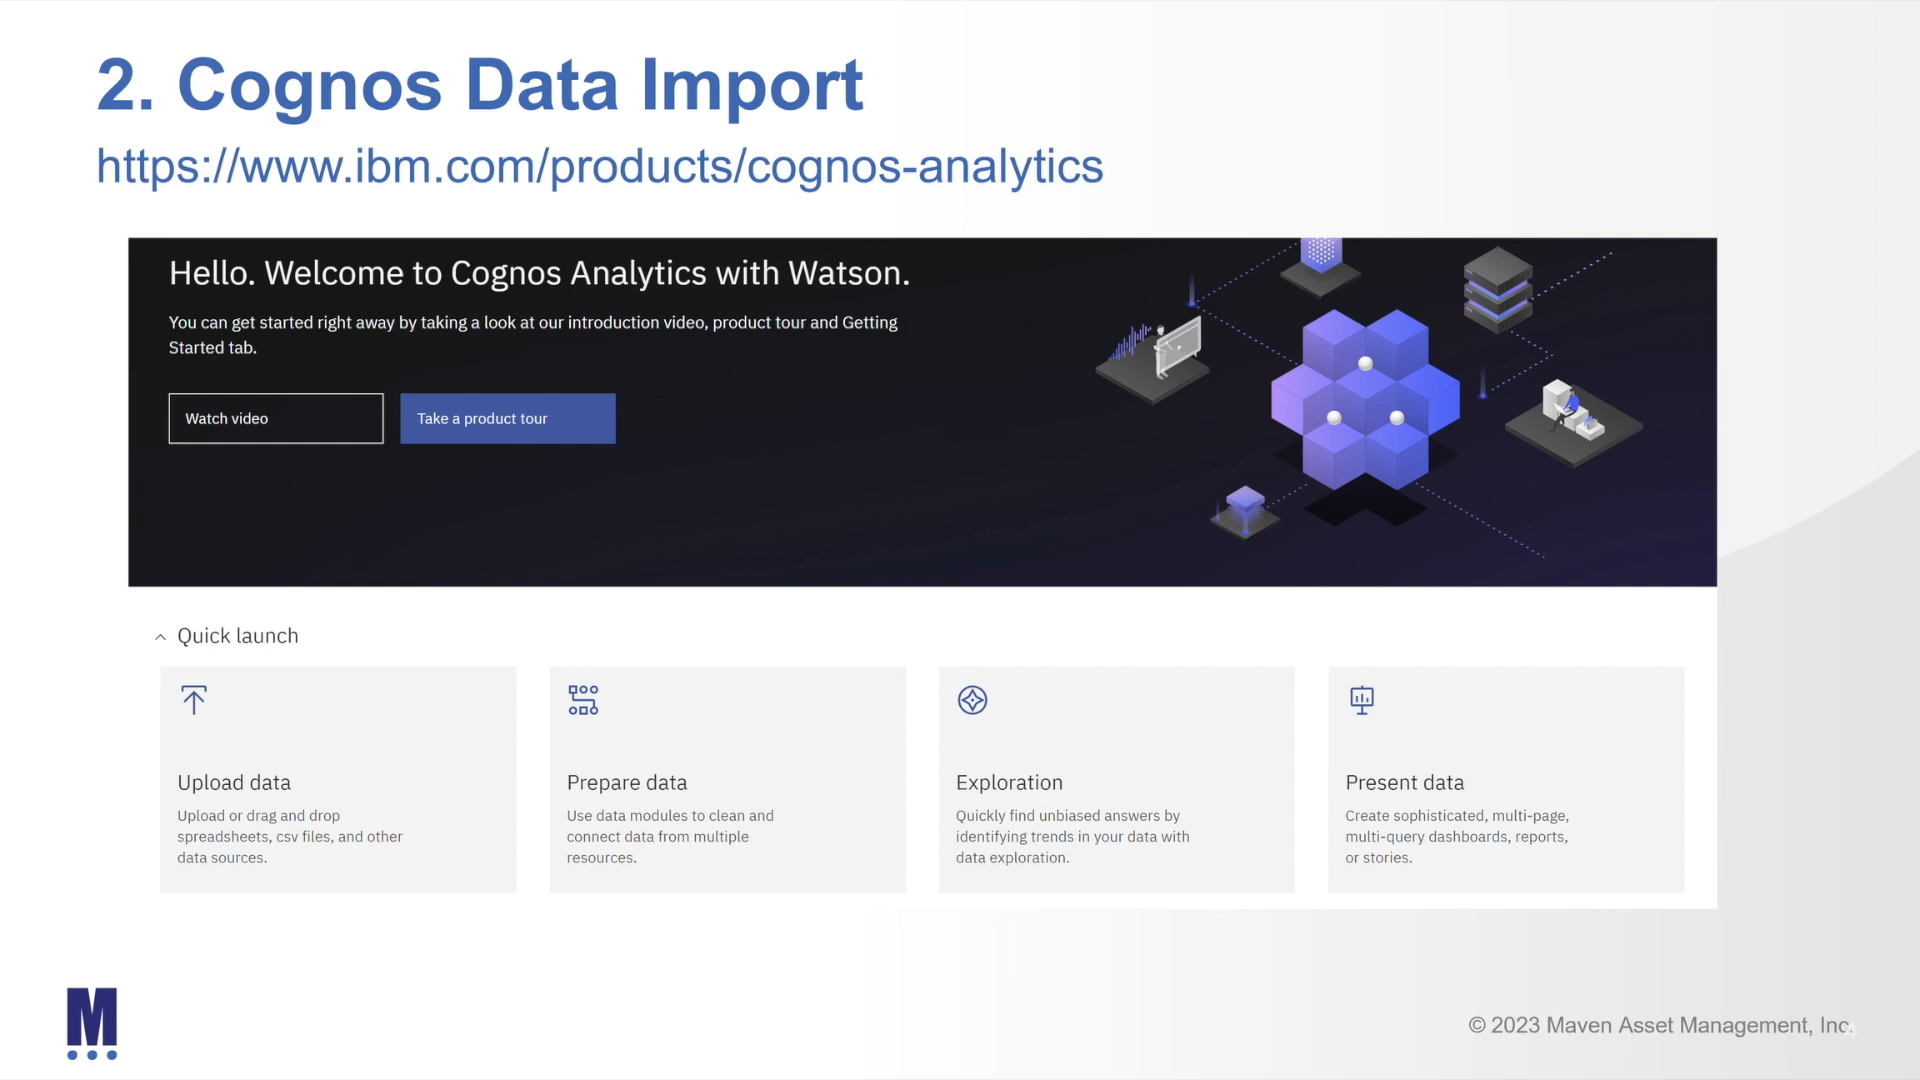 2. Cognos Data Import
https://www.ibm.com/products/cognos-analytics
Hello. Welcome to Cognos Analytics with Watson.
You can get started right away by taking a look at our introduction video, product tour and Getting
Started tab.
Watch video
Take a product tour
Quick launch
Upload data
Upload or drag and drop
spreadsheets, csv files, and other
data sources.
Prepare data
Use data modules to clean and
connect data from multiple
resources.
Exploration
Quickly find unbiased answers by
identifying trends in your data with
data exploration.
Present data
Create sophisticated, multi-page,
multi-query dashboards, reports,
or stories.
M
© 2023 Maven Asset Management, Inc.